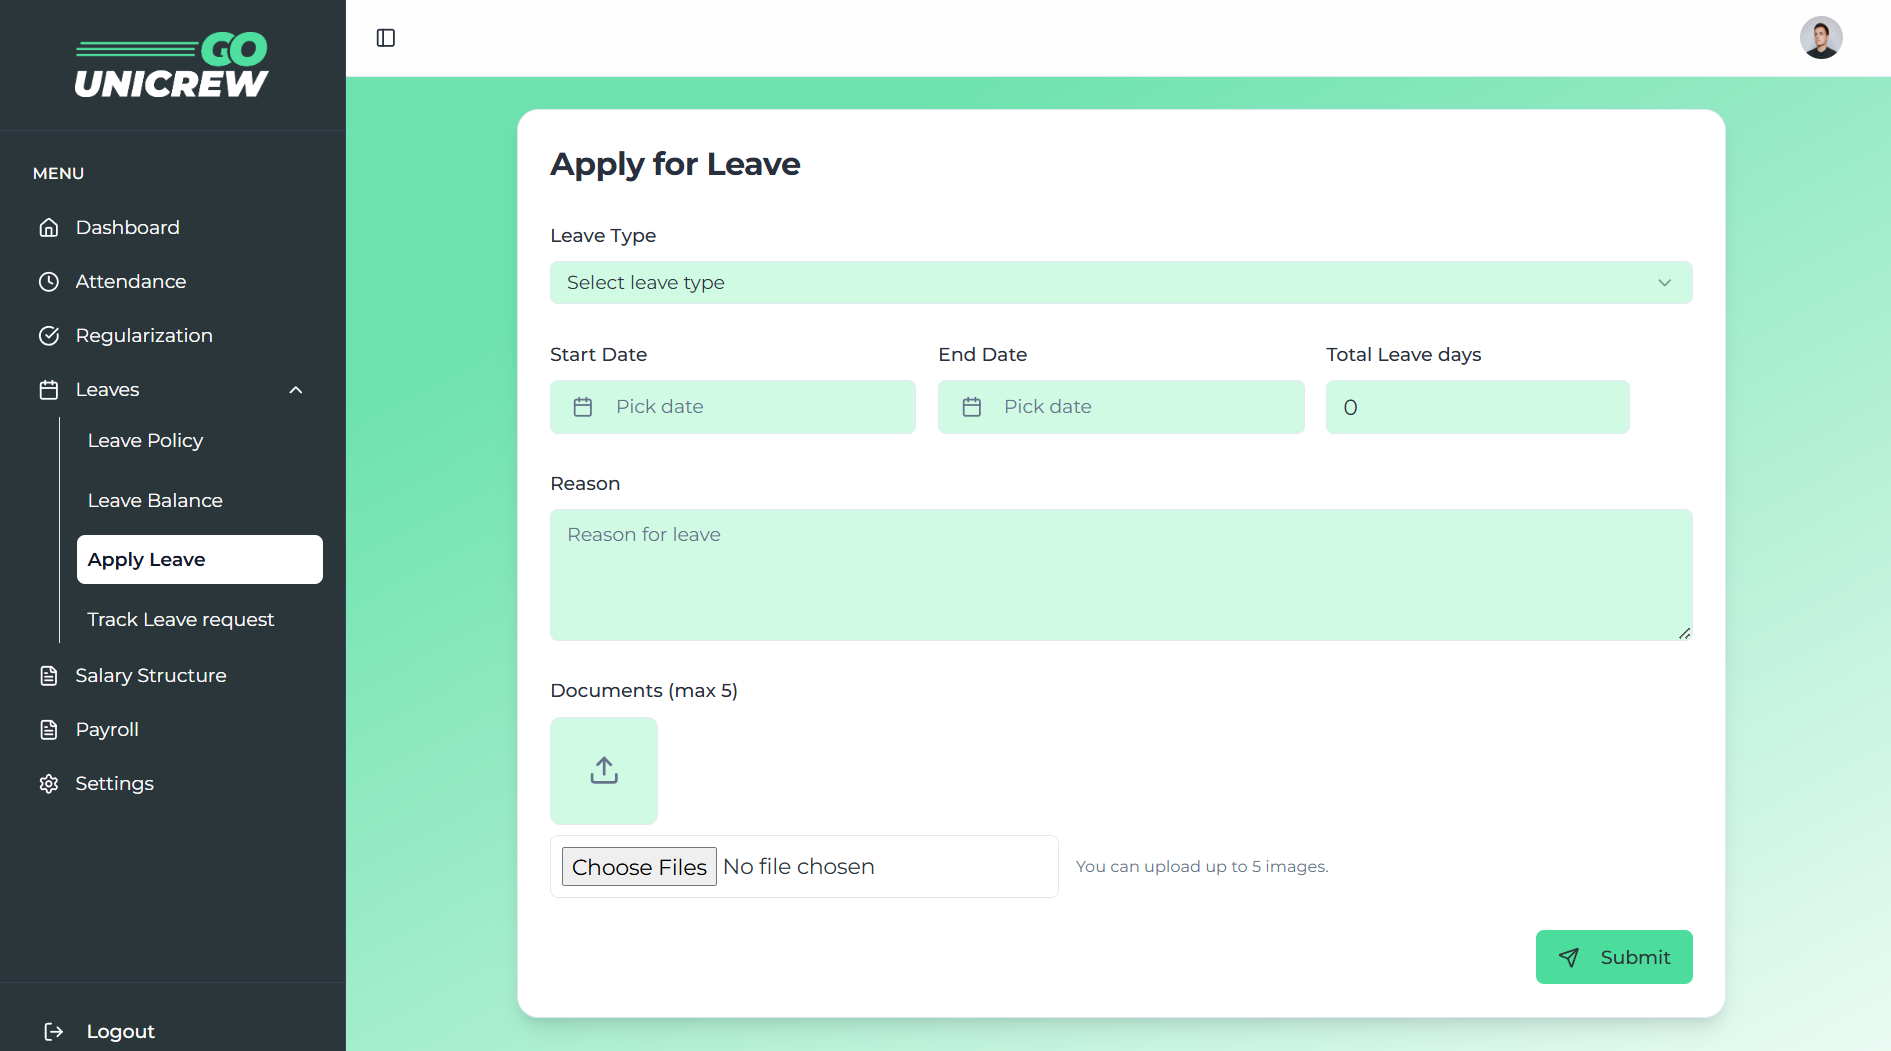 GO
UNICREW
MENU
Dashboard
Attendance
Regularization
Leaves
Leave Policy
Leave Balance
Apply Leave
Track Leave request
Salary Structure
Payroll
Settings
Logout
Apply for Leave
Leave Type
Select leave type
Start Date
End Date
Total Leave days
Pick date
Pick date
0
Reason
Reason for leave
Documents (max 5)
Choose Files No file chosen
You can upload up to 5 images.
Submit